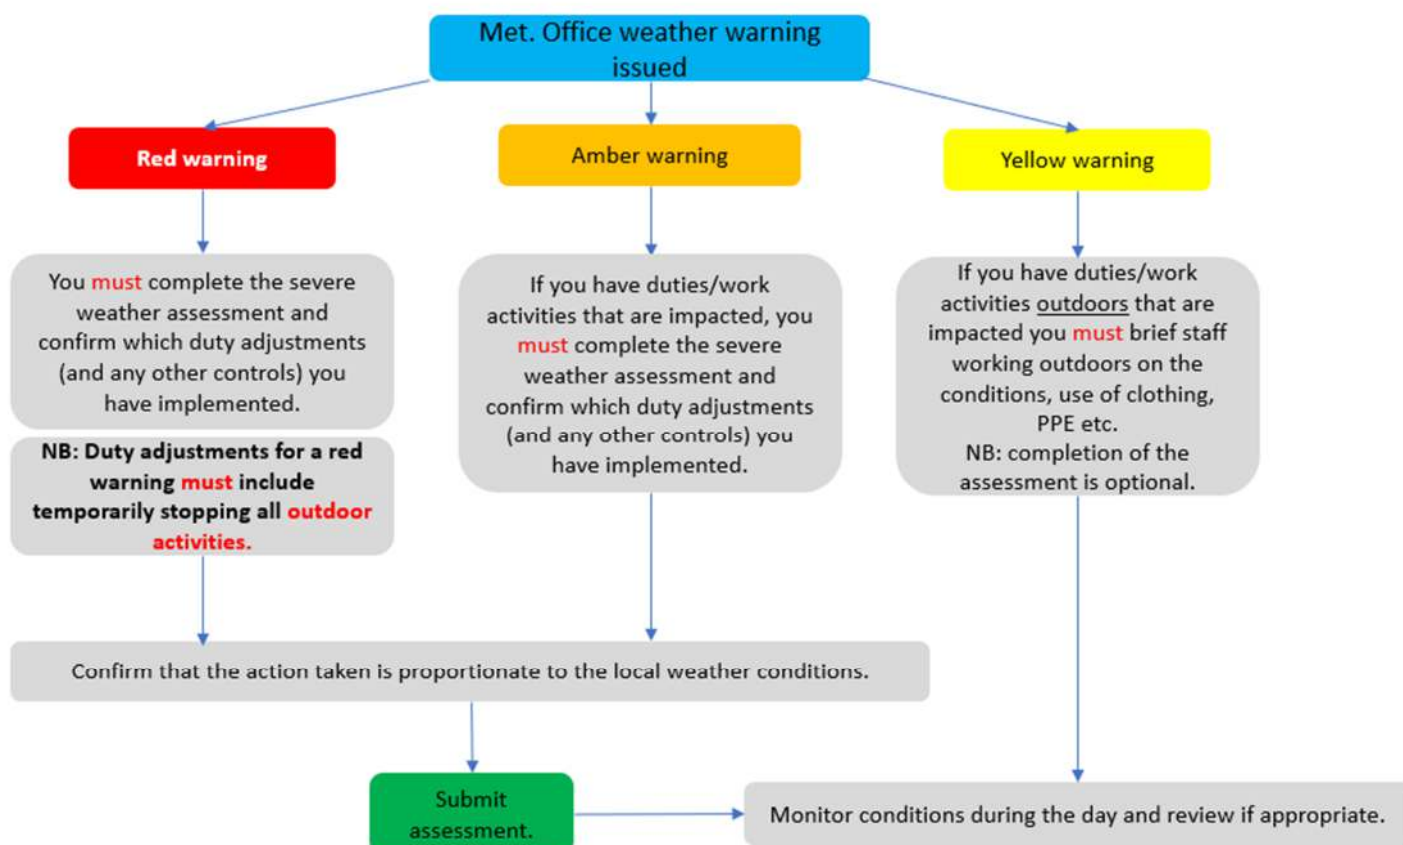 Met. Office weather warning
issued
Red warning
Amber warning
Yellow warning
You must complete the severe
weather assessment and
confirm which duty adjustments
(and any other controls) you
have implemented.
NB: Duty adjustments for a red
warning must include
temporarily stopping all outdoor
activities.
If you have duties/work
activities that are impacted, you
must complete the severe
weather assessment and
confirm which duty adjustments
(and any other controls) you
have implemented.
If you have duties/work
activities outdoors that are
impacted you must brief staff
working outdoors on the
conditions, use of clothing,
PPE etc.
NB: completion of the
assessment is optional.
Confirm that the action taken is proportionate to the local weather conditions.
Submit
assessment.
Monitor conditions during the day and review if appropriate.